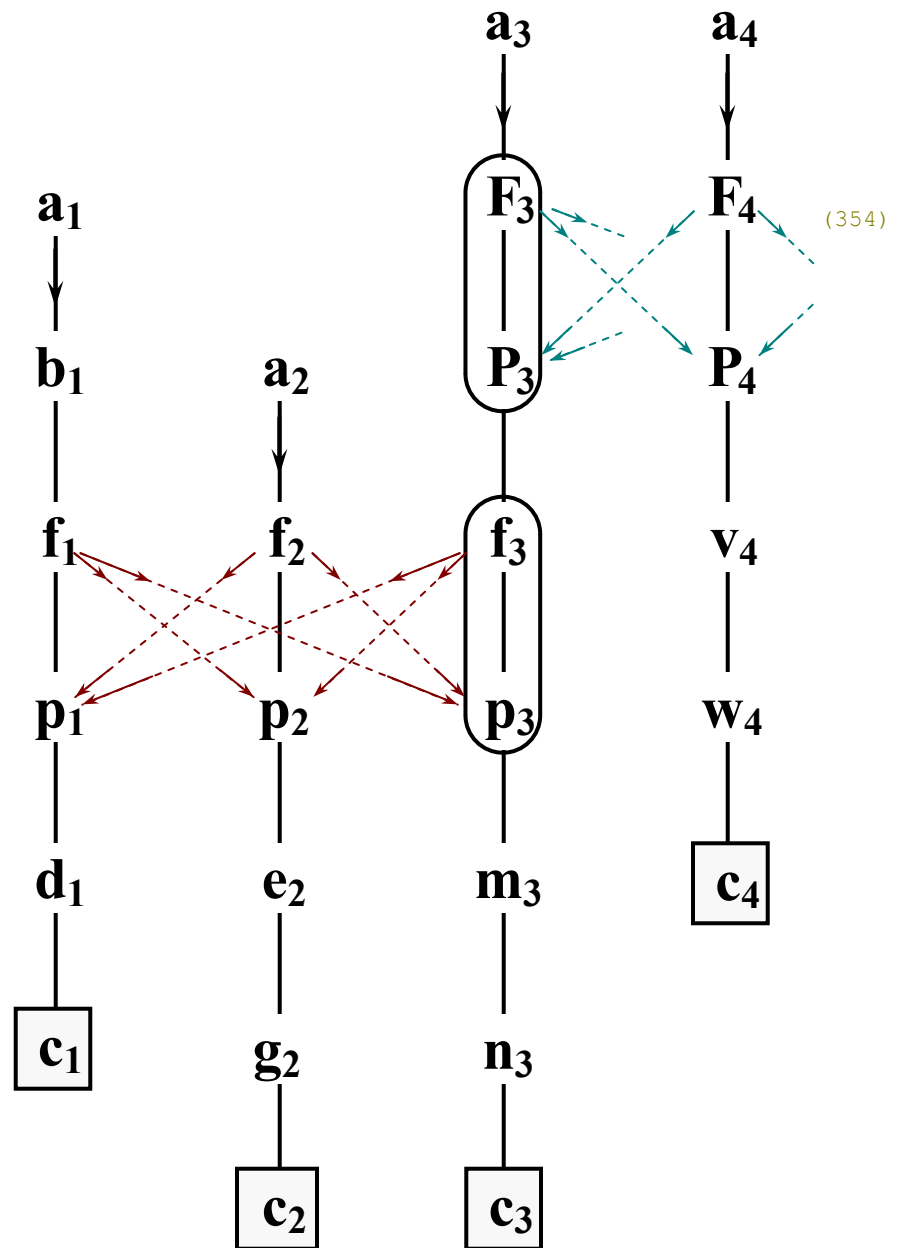 a₃ a₄
F₃ F₄
a₁ (354)
P₃ P₄
b₁ a₂
f₁ f₂ f₃ v₄
p₁ p₂ p₃ w₄
d₁ e₂ m₃ c₄
c₁ g₂ n₃
c₂ c₃